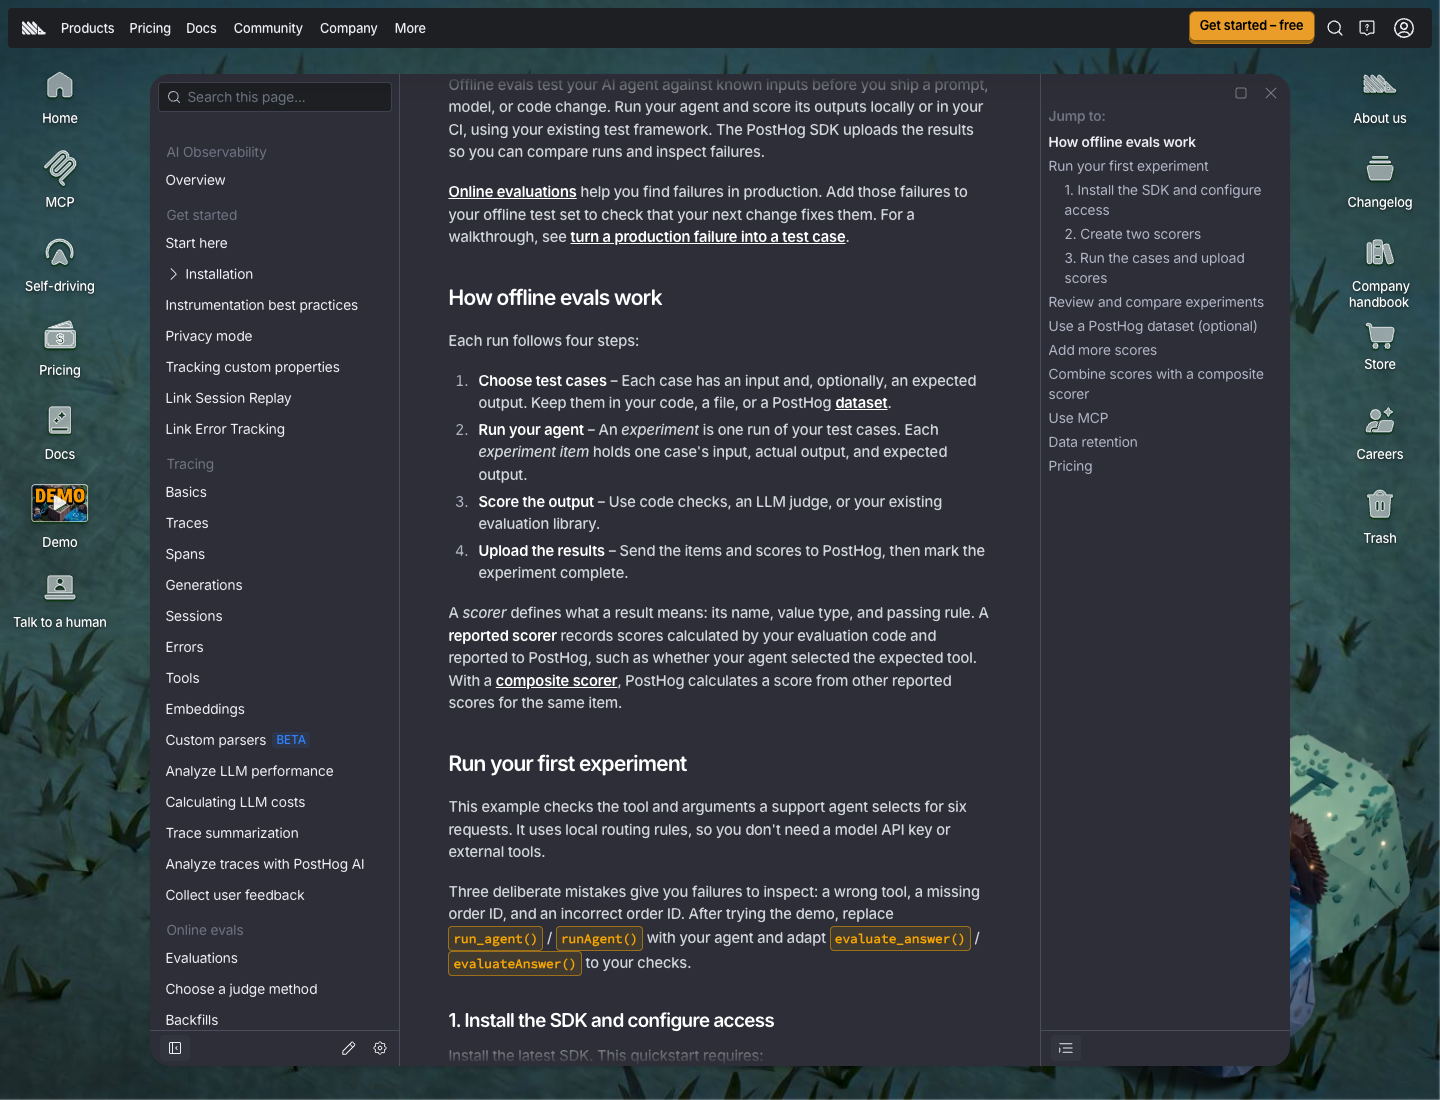 Products Pricing Docs Community Company More
Get started – free
Home
MCP
Self-driving
Pricing
Docs
DEMO
Demo
Talk to a human
Search this page...
AI Observability
Overview
Get started
Start here
Installation
Instrumentation best practices
Privacy mode
Tracking custom properties
Link Session Replay
Link Error Tracking
Tracing
Basics
Traces
Spans
Generations
Sessions
Errors
Tools
Embeddings
Custom parsers BETA
Analyze LLM performance
Calculating LLM costs
Trace summarization
Analyze traces with PostHog AI
Collect user feedback
Online evals
Evaluations
Choose a judge method
Backfills
Offline evals test your AI agent against known inputs before you ship a prompt,
model, or code change. Run your agent and score its outputs locally or in your
CI, using your existing test framework. The PostHog SDK uploads the results
so you can compare runs and inspect failures.
Online evaluations help you find failures in production. Add those failures to
your offline test set to check that your next change fixes them. For a
walkthrough, see turn a production failure into a test case.
How offline evals work
Each run follows four steps:
1. Choose test cases – Each case has an input and, optionally, an expected
output. Keep them in your code, a file, or a PostHog dataset.
2. Run your agent – An experiment is one run of your test cases. Each
experiment item holds one case's input, actual output, and expected
output.
3. Score the output – Use code checks, an LLM judge, or your existing
evaluation library.
4. Upload the results – Send the items and scores to PostHog, then mark the
experiment complete.
A scorer defines what a result means: its name, value type, and passing rule. A
reported scorer records scores calculated by your evaluation code and
reported to PostHog, such as whether your agent selected the expected tool.
With a composite scorer, PostHog calculates a score from other reported
scores for the same item.
Run your first experiment
This example checks the tool and arguments a support agent selects for six
requests. It uses local routing rules, so you don't need a model API key or
external tools.
Three deliberate mistakes give you failures to inspect: a wrong tool, a missing
order ID, and an incorrect order ID. After trying the demo, replace
run_agent() / runAgent() with your agent and adapt evaluate_answer() /
evaluateAnswer() to your checks.
1. Install the SDK and configure access
Install the latest SDK. This quickstart requires:
Jump to:
How offline evals work
Run your first experiment
1. Install the SDK and configure
access
2. Create two scorers
3. Run the cases and upload
scores
Review and compare experiments
Use a PostHog dataset (optional)
Add more scores
Combine scores with a composite
scorer
Use MCP
Data retention
Pricing
About us
Changelog
Company
handbook
Store
Careers
Trash